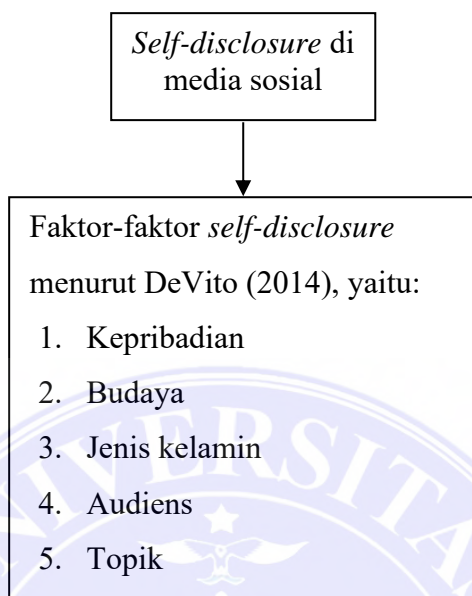 Self-disclosure di
media sosial
Faktor-faktor self-disclosure
menurut DeVito (2014), yaitu:
1. Kepribadian
2. Budaya
3. Jenis kelamin
4. Audiens
5. Topik
VERSITA